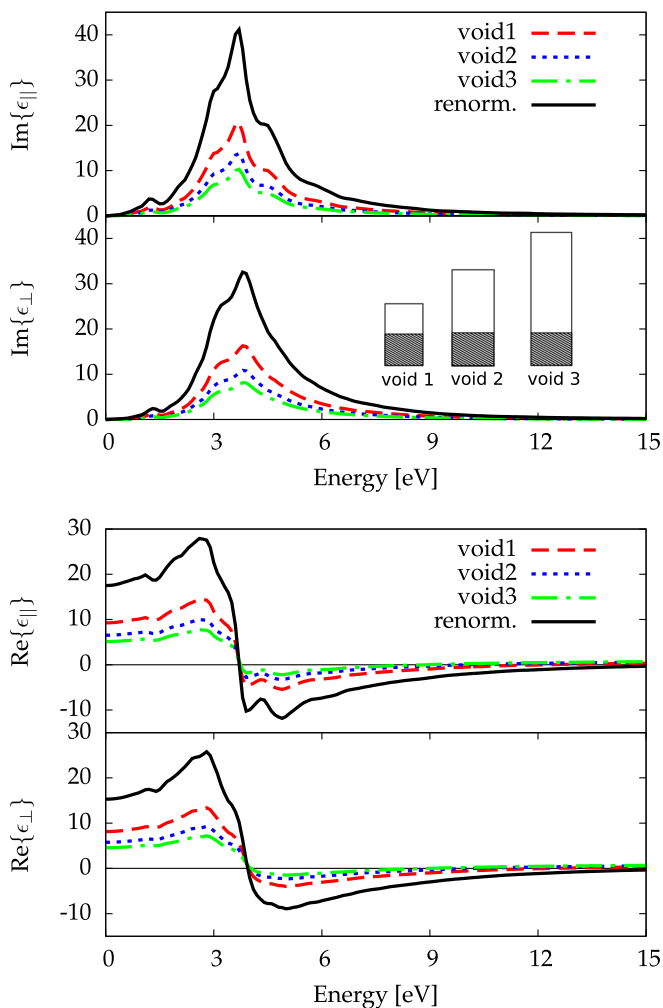 void1
void2
void3
renorm.
Im{ϵ||}
40
30
20
10
0
Im{ϵ⊥}
40
30
20
10
0
void 1 void 2 void 3
0 3 6 9 12 15
Energy [eV]
void1
void2
void3
renorm.
Re{ϵ||}
30
20
10
0
-10
Re{ϵ⊥}
30
20
10
0
-10
0 3 6 9 12 15
Energy [eV]